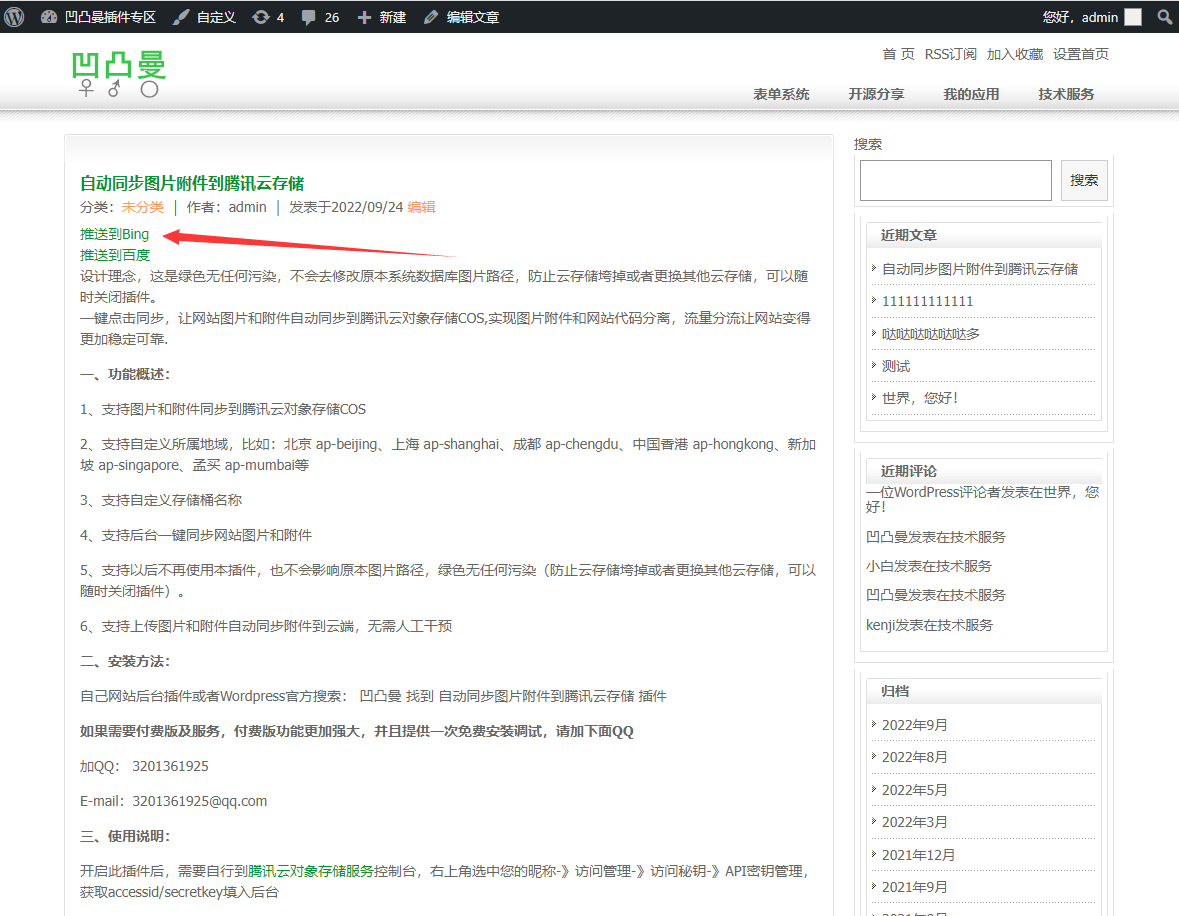 凹凸曼插件专区 自定义 4 26 新建 编辑文章 您好，admin
凹凸曼
首 页 RSS订阅 加入收藏 设置首页
表单系统 开源分享 我的应用 技术服务
自动同步图片附件到腾讯云存储
分类：未分类 │ 作者：admin │ 发表于2022/09/24 编辑
推送到Bing
推送到百度
设计理念，这是绿色无任何污染，不会去修改原本系统数据库图片路径，防止云存储垮掉或者更换其他云存储，可以随
时关闭插件。
一键点击同步，让网站图片和附件自动同步到腾讯云对象存储COS,实现图片附件和网站代码分离，流量分流让网站变得
更加稳定可靠.
一、功能概述：
1、支持图片和附件同步到腾讯云对象存储COS
2、支持自定义所属地域，比如：北京 ap-beijing、上海 ap-shanghai、成都 ap-chengdu、中国香港 ap-hongkong、新加
坡 ap-singapore、孟买 ap-mumbai等
3、支持自定义存储桶名称
4、支持后台一键同步网站图片和附件
5、支持以后不再使用本插件，也不会影响原本图片路径，绿色无任何污染（防止云存储垮掉或者更换其他云存储，可以
随时关闭插件）。
6、支持上传图片和附件自动同步附件到云端，无需人工干预
二、安装方法：
自己网站后台插件或者Wordpress官方搜索： 凹凸曼 找到 自动同步图片附件到腾讯云存储 插件
如果需要付费版及服务，付费版功能更加强大，并且提供一次免费安装调试，请加下面QQ
加QQ： 3201361925
E-mail：3201361925@qq.com
三、使用说明：
开启此插件后，需要自行到腾讯云对象存储服务控制台，右上角选中您的昵称-》访问管理-》访问秘钥-》API密钥管理，
获取accessid/secretkey填入后台
搜索
搜索
近期文章
自动同步图片附件到腾讯云存储
111111111111
哒哒哒哒哒哒多
测试
世界，您好！
近期评论
一位WordPress评论者发表在世界，您
好！
凹凸曼发表在技术服务
小白发表在技术服务
凹凸曼发表在技术服务
kenji发表在技术服务
归档
2022年9月
2022年8月
2022年5月
2022年3月
2021年12月
2021年9月